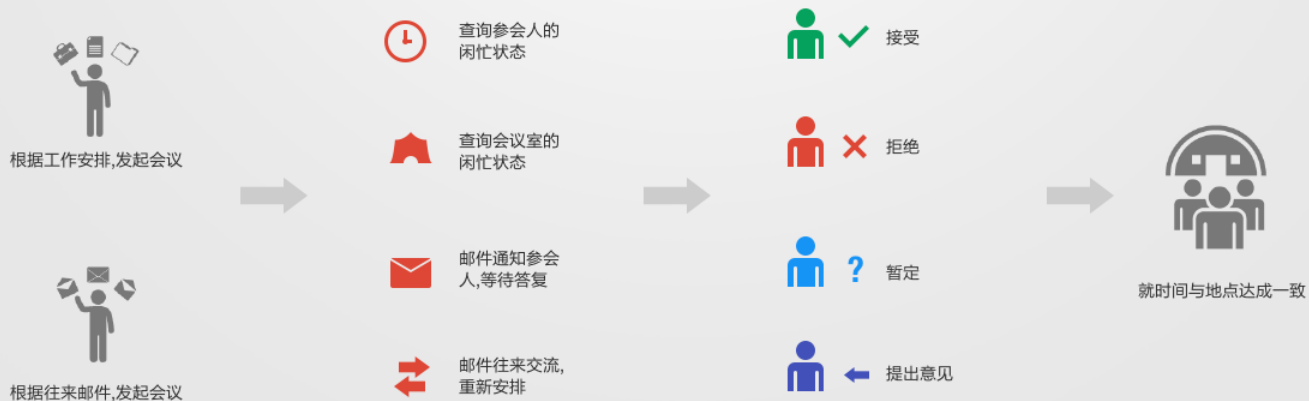 根据工作安排,发起会议
根据往来邮件,发起会议
查询参会人的
闲忙状态
查询会议室的
闲忙状态
邮件通知参会
人,等待答复
邮件往来交流,
重新安排
接受
拒绝
?
暂定
提出意见
就时间与地点达成一致